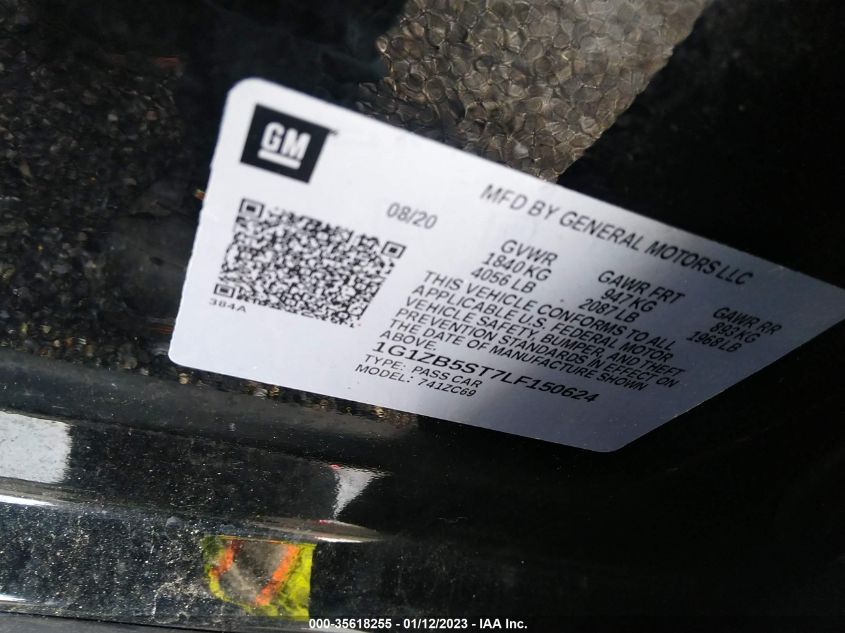 GM
MFD BY GENERAL MOTORS LLC
08/20
GVWR
1840 KG
4056 LB
GAWR FRT
947 KG
2087 LB
GAWR RR
893 KG
1968 LB
THIS VEHICLE CONFORMS TO ALL
APPLICABLE U.S. FEDERAL MOTOR
VEHICLE SAFETY, BUMPER, AND THEFT
PREVENTION STANDARDS IN EFFECT ON
THE DATE OF MANUFACTURE SHOWN
ABOVE.
384A
1G1ZB5ST7LF150624
TYPE: PASS CAR
MODEL: 741ZC69
000-35618255 - 01/12/2023 - IAA Inc.